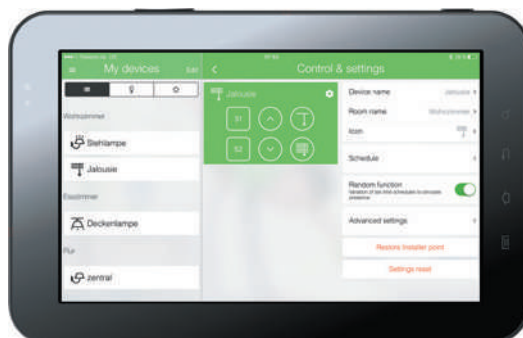 My devices
Edit
Control & settings
Wohnzimmer
Stehlampe
Jalousie
Esszimmer
Deckenlampe
Flur
zentral
Jalousie
S1
S2
Device name
Jalousie
Room name
Wohnzimmer
Icon
Schedule
Random function
Advanced settings
Restore Installer point
Settings reset